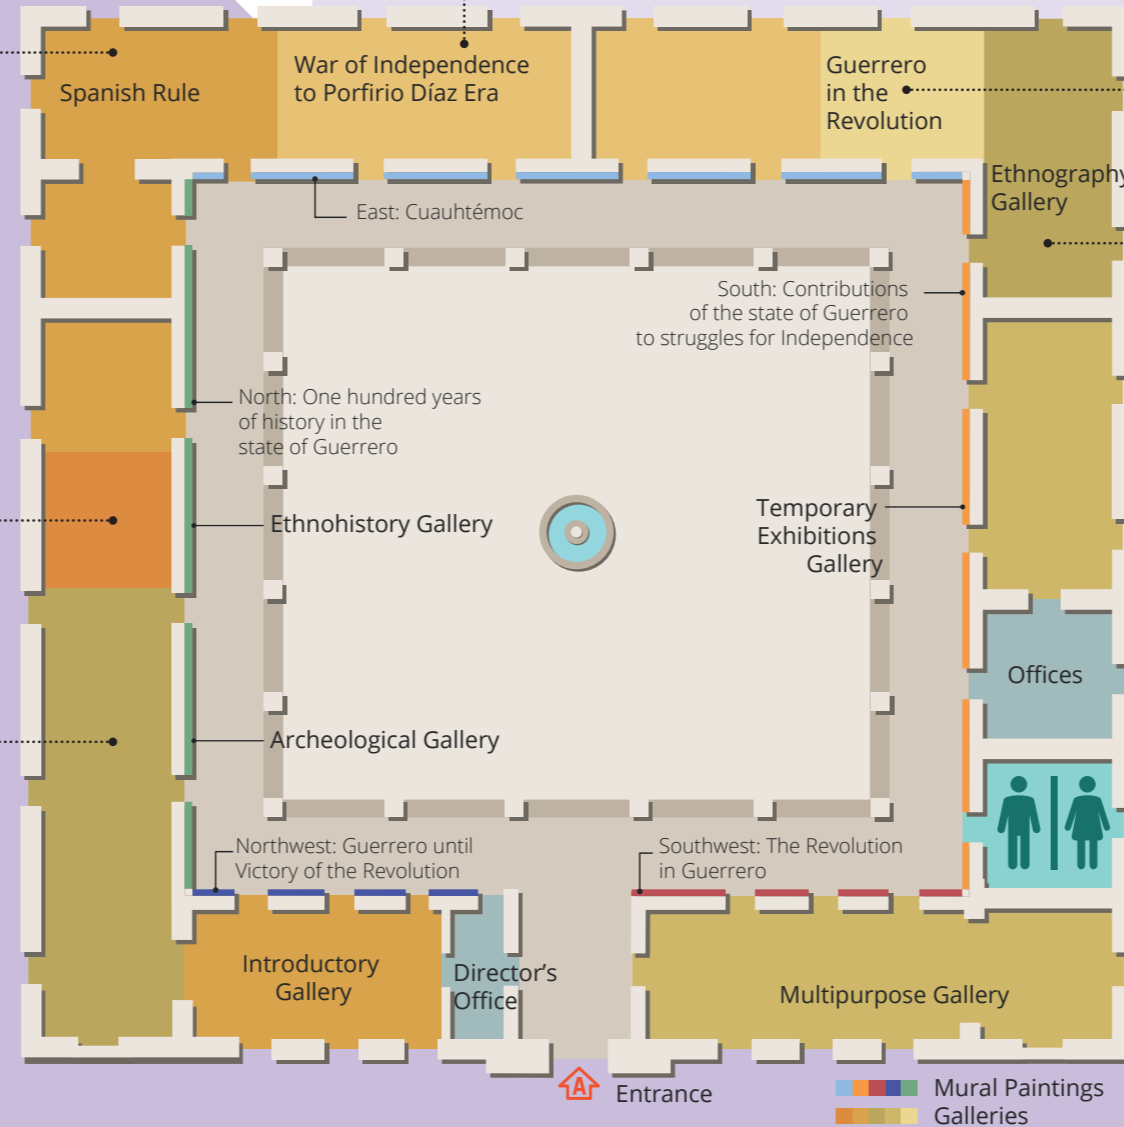 Spanish Rule
War of Independence
to Porfirio Díaz Era
Guerrero
in the
Revolution
Ethnography
Gallery
East: Cuauhtémoc
South: Contributions
of the state of Guerrero
to struggles for Independence
North: One hundred years
of history in the
state of Guerrero
Ethnohistory Gallery
Temporary
Exhibitions
Gallery
Offices
Archeological Gallery
Northwest: Guerrero until
Victory of the Revolution
Southwest: The Revolution
in Guerrero
Introductory
Gallery
Director's
Office
Multipurpose Gallery
A
Entrance
Mural Paintings
Galleries